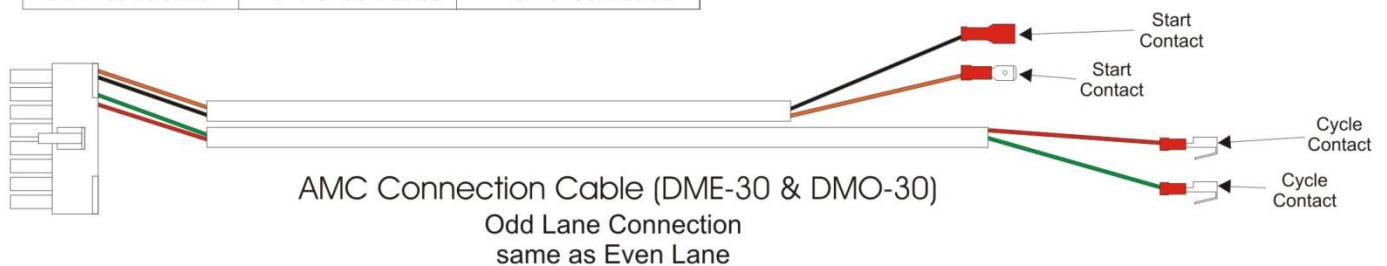 Start
Contact
Start
Contact
Cycle
Contact
Cycle
Contact
AMC Connection Cable (DME-30 & DMO-30)
Odd Lane Connection
same as Even Lane